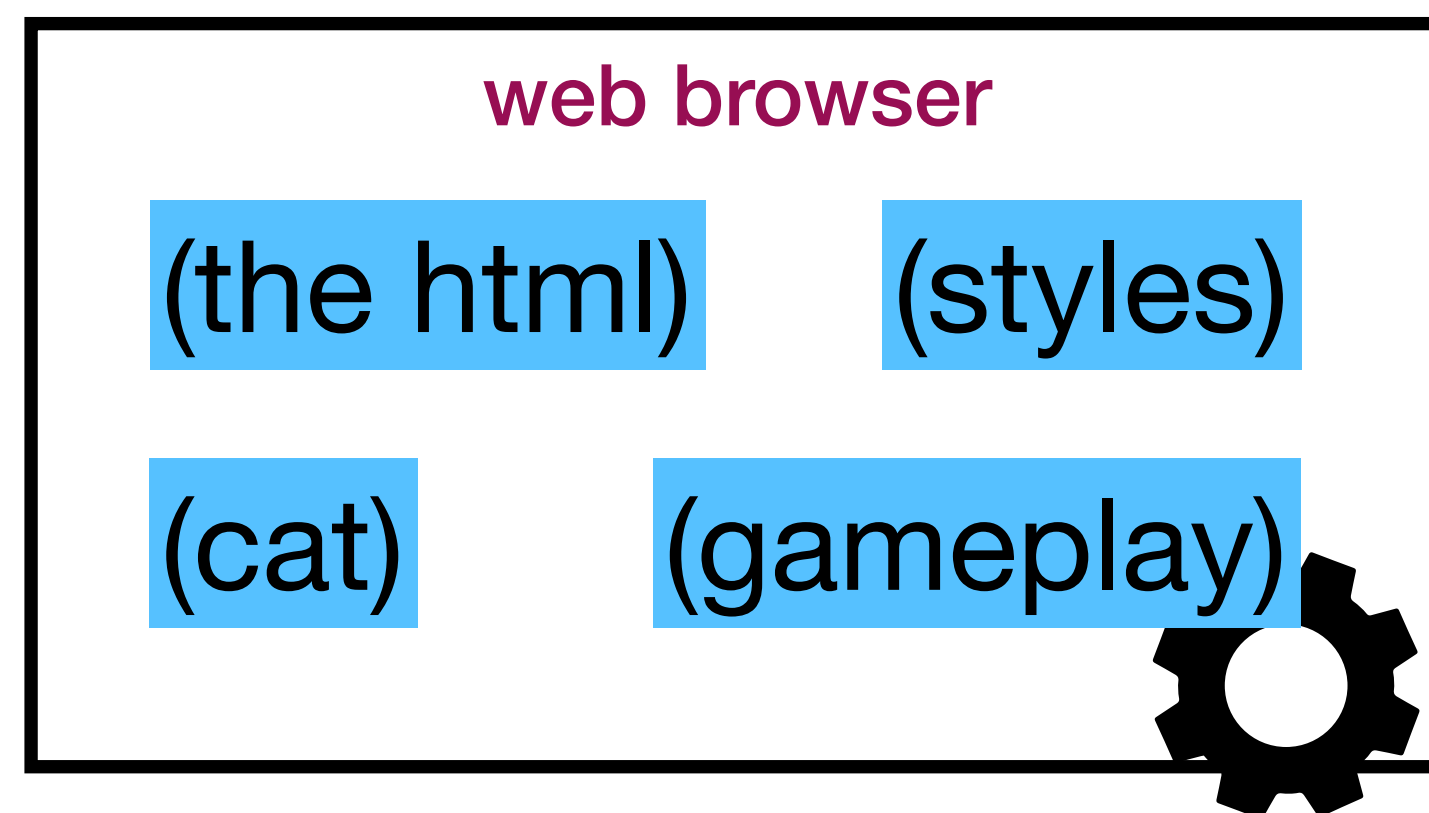 web browser
(the html) (styles)
(cat) (gameplay)